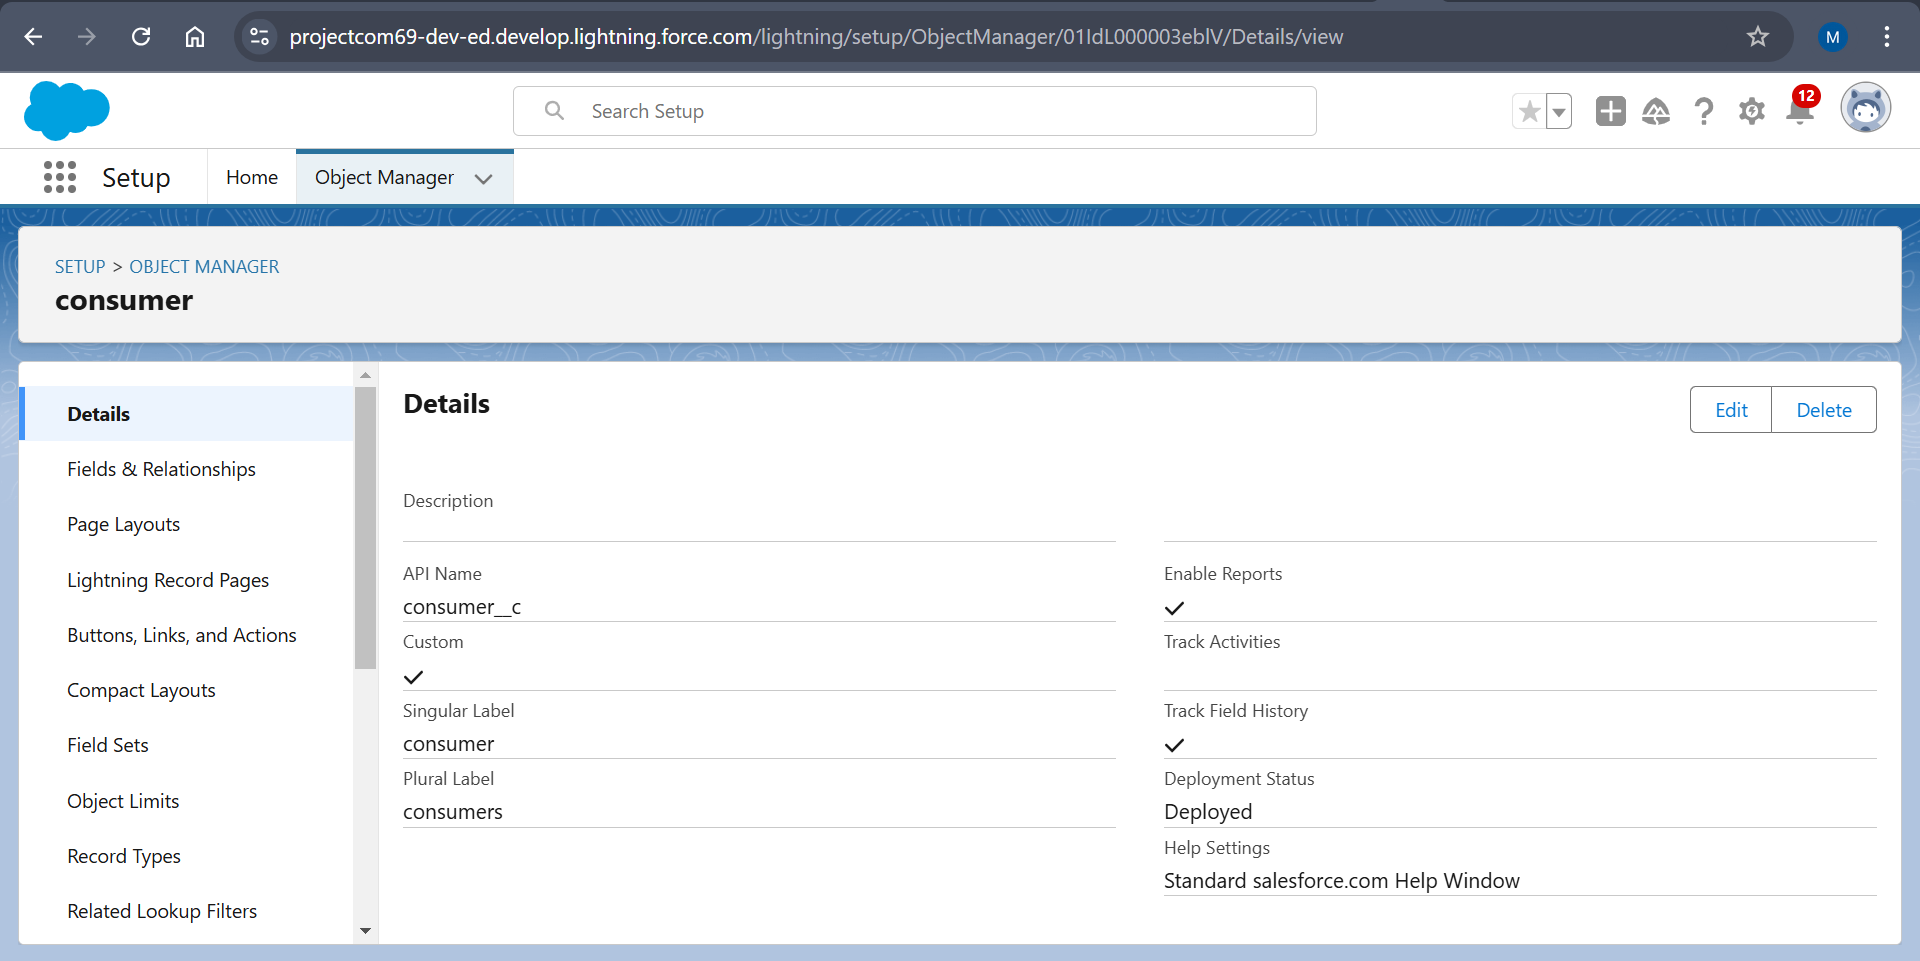 projectcom69-dev-ed.develop.lightning.force.com/lightning/setup/ObjectManager/01IdL000003eblV/Details/view
M
Search Setup
12
Setup
Home
Object Manager
SETUP > OBJECT MANAGER
consumer
Details
Fields & Relationships
Page Layouts
Lightning Record Pages
Buttons, Links, and Actions
Compact Layouts
Field Sets
Object Limits
Record Types
Related Lookup Filters
Details
Edit
Delete
Description
API Name
consumer__c
Custom
Singular Label
consumer
Plural Label
consumers
Enable Reports
Track Activities
Track Field History
Deployment Status
Deployed
Help Settings
Standard salesforce.com Help Window